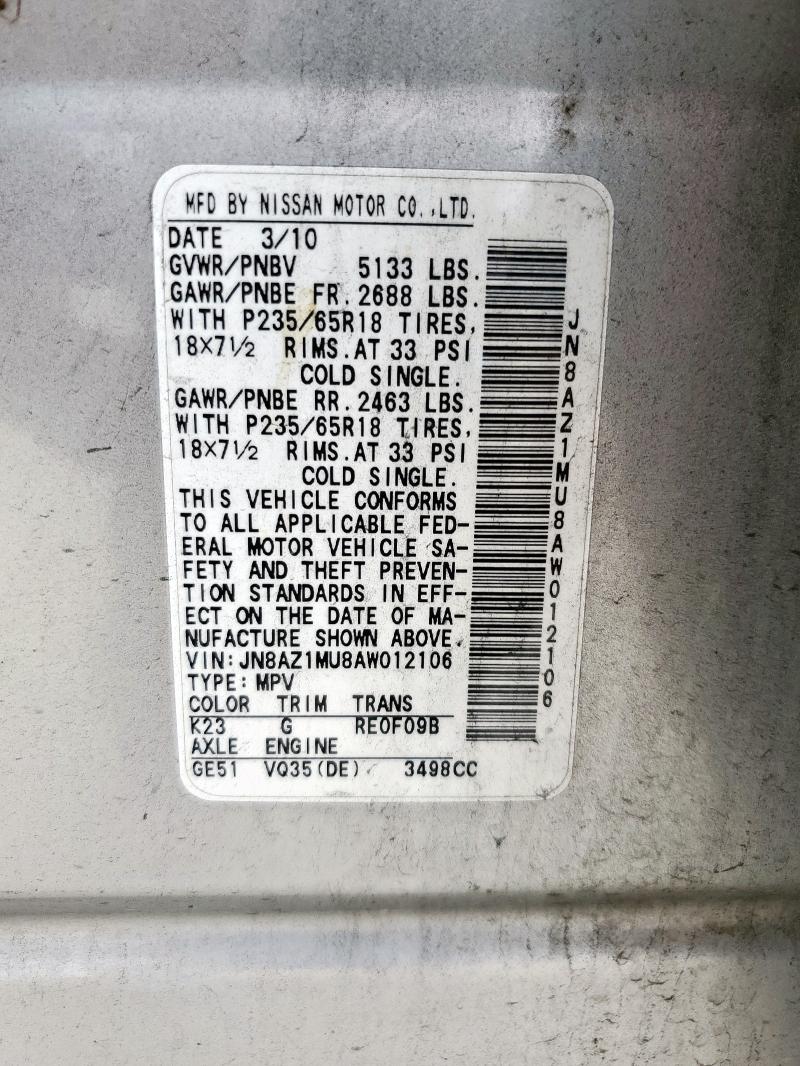 MFD BY NISSAN MOTOR CO.,LTD.
DATE 3/10
GVWR/PNBV 5133 LBS.
GAWR/PNBE FR. 2688 LBS.
WITH P235/65R18 TIRES,
18X7½ RIMS. AT 33 PSI
COLD SINGLE.
GAWR/PNBE RR. 2463 LBS.
WITH P235/65R18 TIRES,
18X7½ RIMS. AT 33 PSI
COLD SINGLE.
THIS VEHICLE CONFORMS
TO ALL APPLICABLE FED-
ERAL MOTOR VEHICLE SA-
FETY AND THEFT PREVEN-
TION STANDARDS IN EFF-
ECT ON THE DATE OF MA-
NUFACTURE SHOWN ABOVE.
VIN: JN8AZ1MU8AW012106
TYPE: MPV
COLOR TRIM TRANS
K23 G RE0F09B
AXLE ENGINE
GE51 VQ35(DE) 3498CC
JN8AZ1MU8AW012106